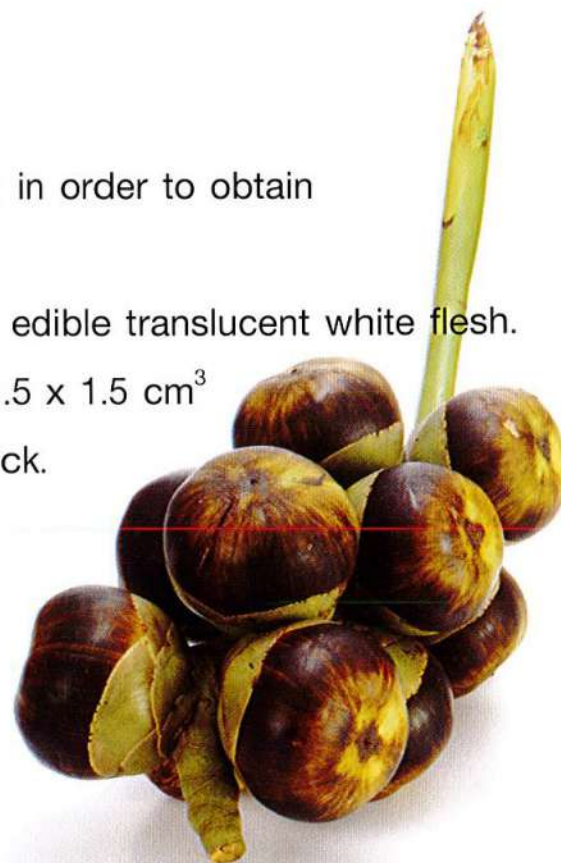 in order to obtain
edible translucent white flesh.
.5 x 1.5 cm³
ck.